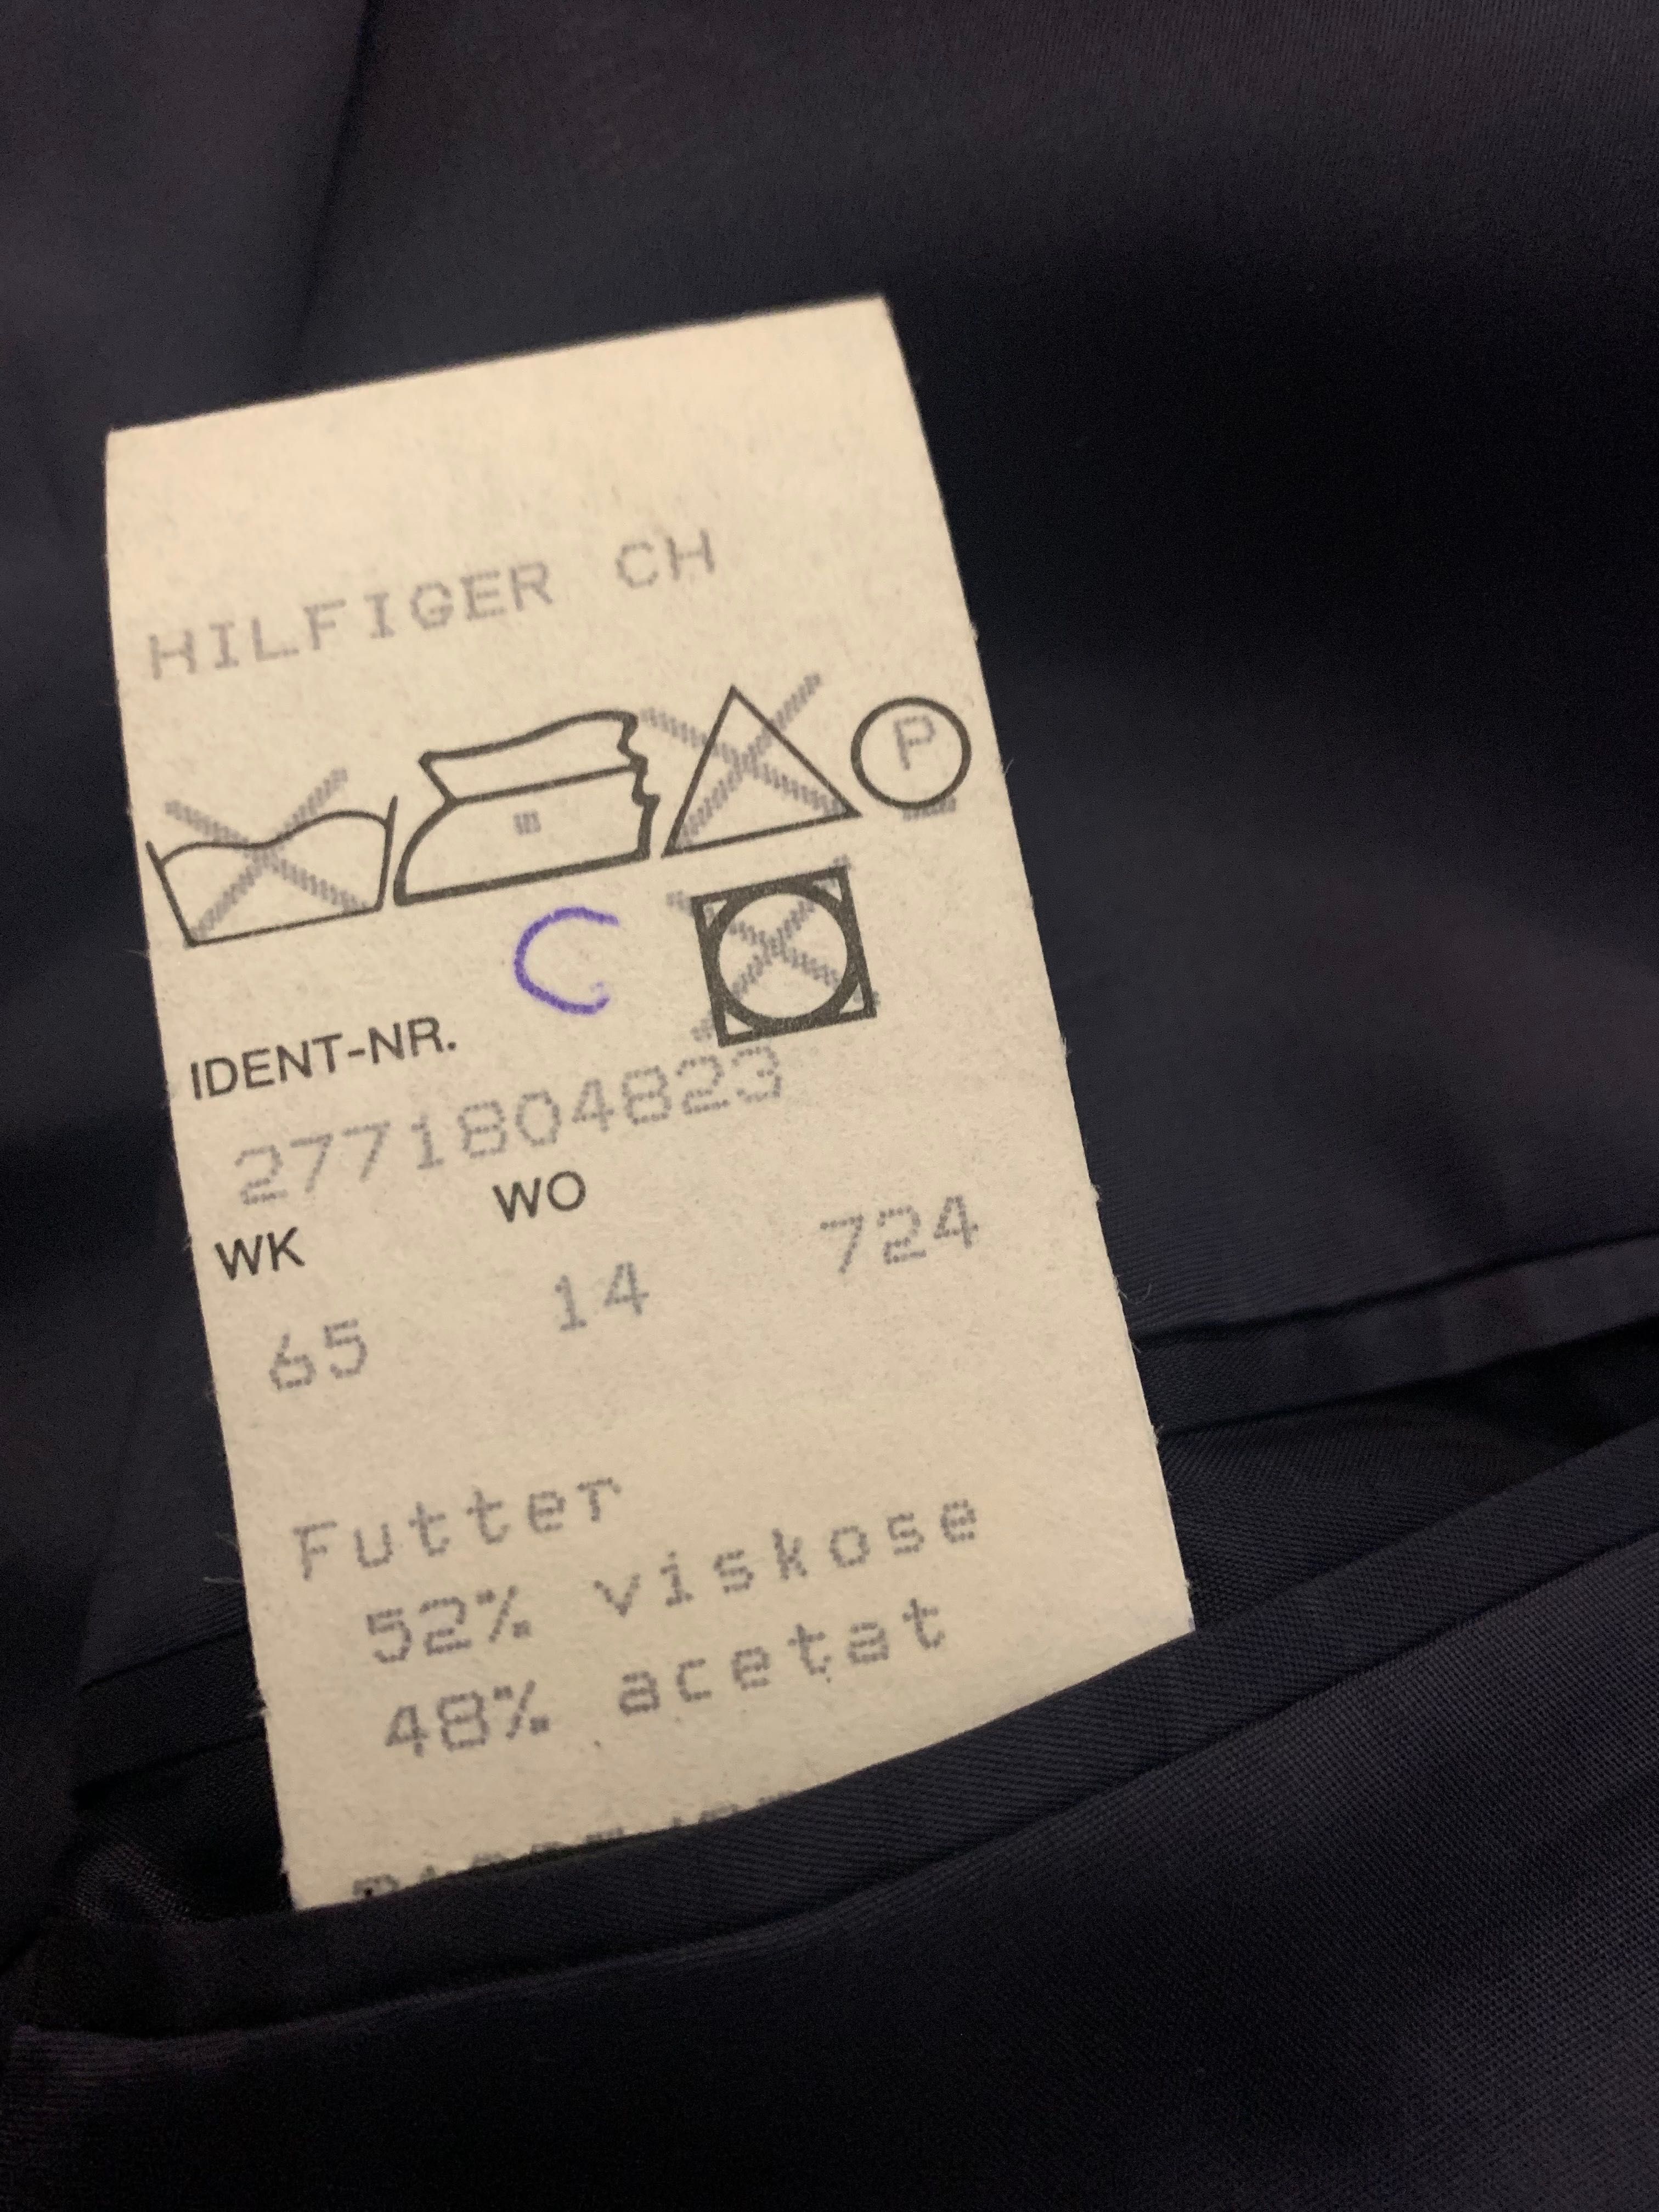 HILFIGER CH
P
C
IDENT-NR.
2771804823
WK WO
65 14 724
Futter
52% viskose
48% acetat